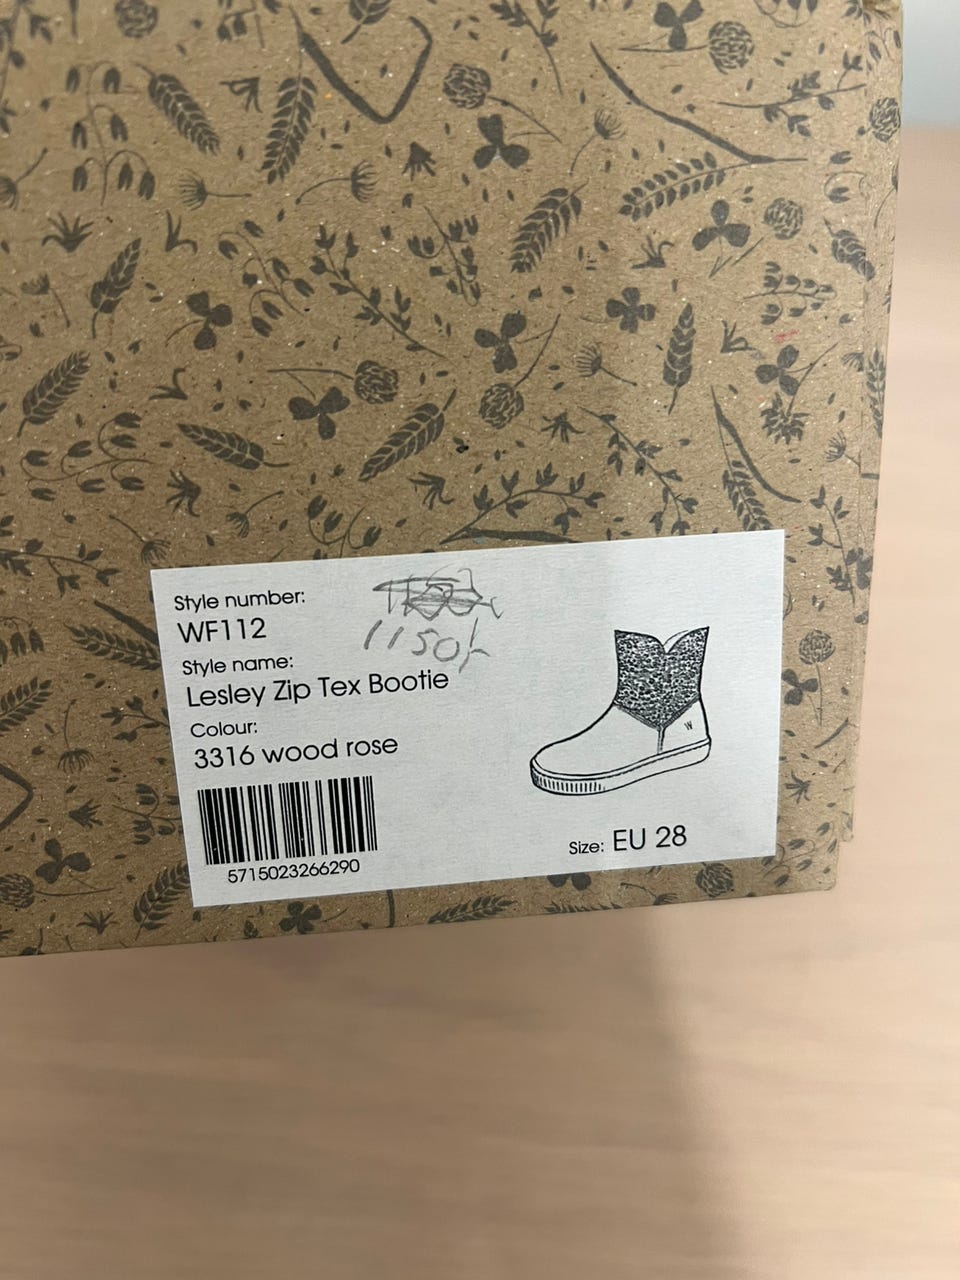 Style number:
WF112
1150/-
Style name:
Lesley Zip Tex Bootie
Colour:
3316 wood rose
5715023266290
W
Size: EU 28